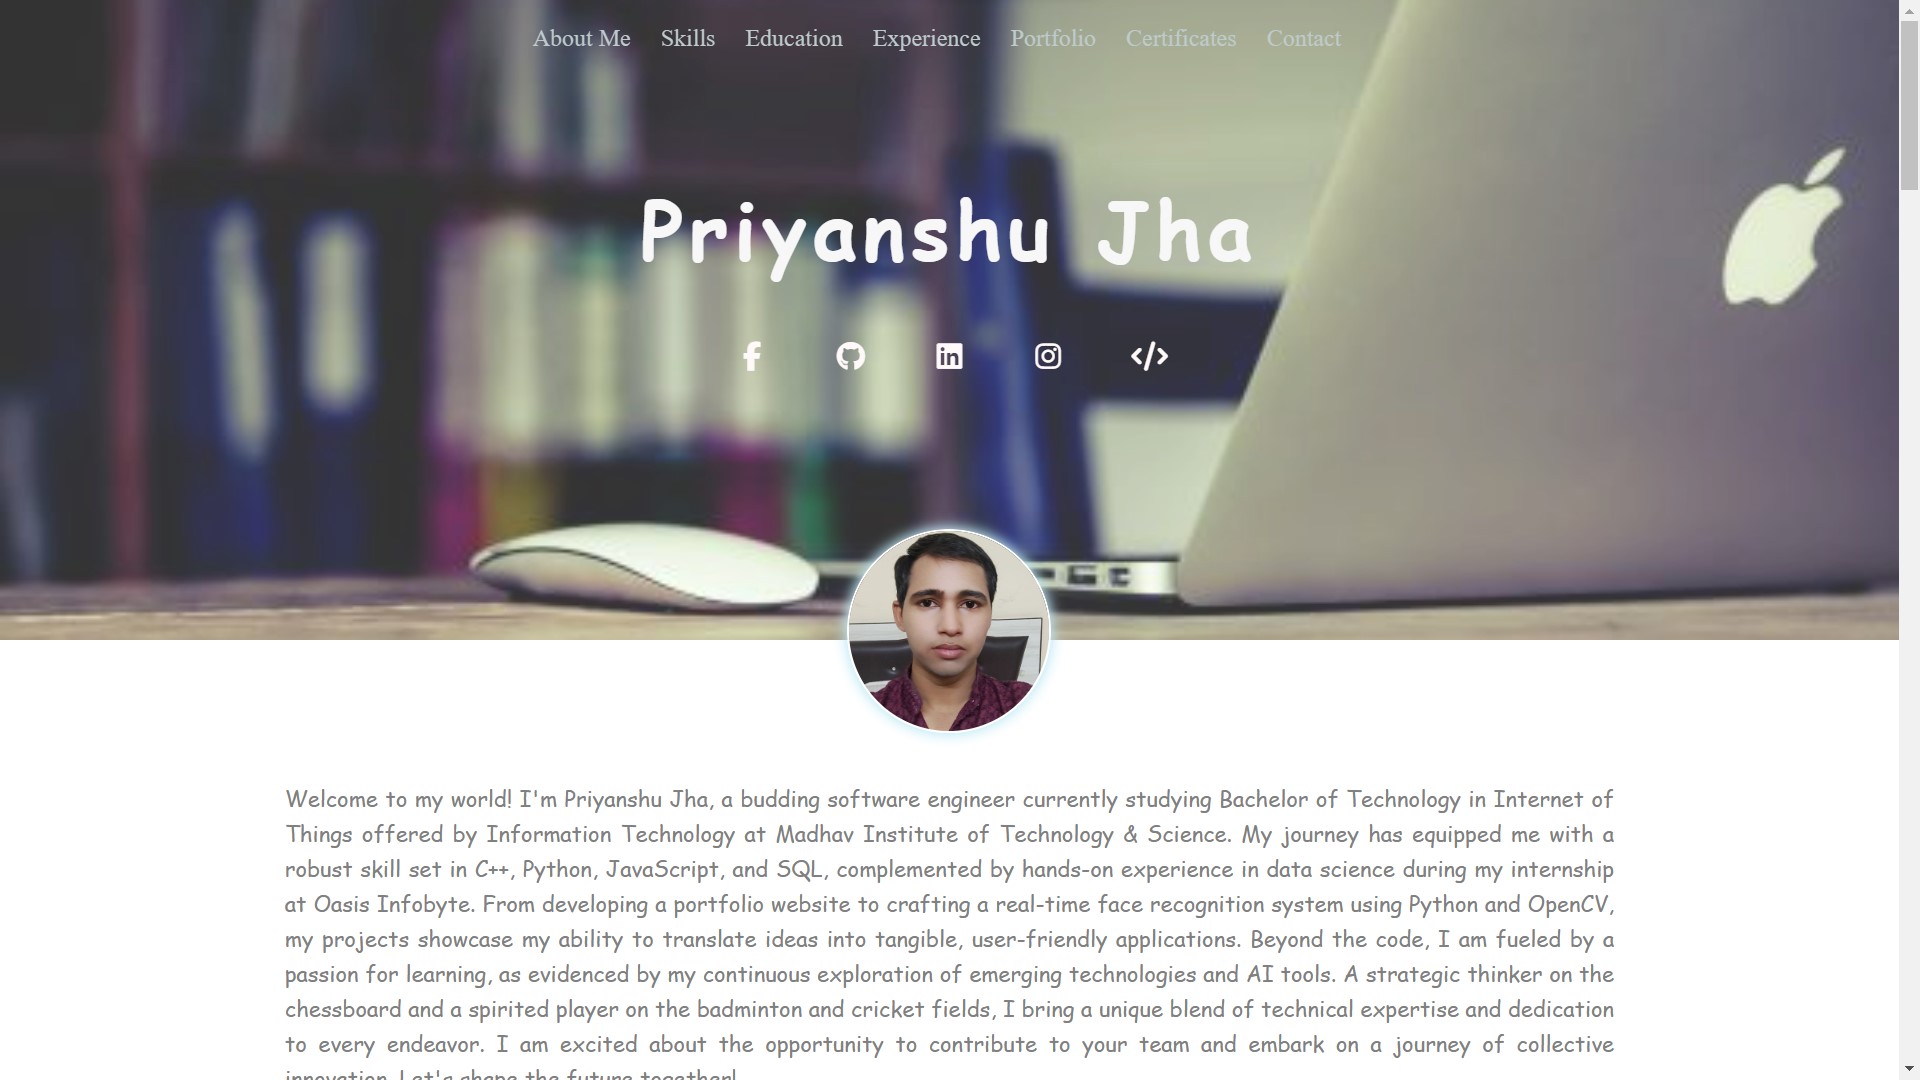 About Me Skills Education Experience Portfolio Certificates Contact
Priyanshu Jha
Welcome to my world! I'm Priyanshu Jha, a budding software engineer currently studying Bachelor of Technology in Internet of
Things offered by Information Technology at Madhav Institute of Technology & Science. My journey has equipped me with a
robust skill set in C++, Python, JavaScript, and SQL, complemented by hands-on experience in data science during my internship
at Oasis Infobyte. From developing a portfolio website to crafting a real-time face recognition system using Python and OpenCV,
my projects showcase my ability to translate ideas into tangible, user-friendly applications. Beyond the code, I am fueled by a
passion for learning, as evidenced by my continuous exploration of emerging technologies and AI tools. A strategic thinker on the
chessboard and a spirited player on the badminton and cricket fields, I bring a unique blend of technical expertise and dedication
to every endeavor. I am excited about the opportunity to contribute to your team and embark on a journey of collective
innovation. Let's shape the future together!